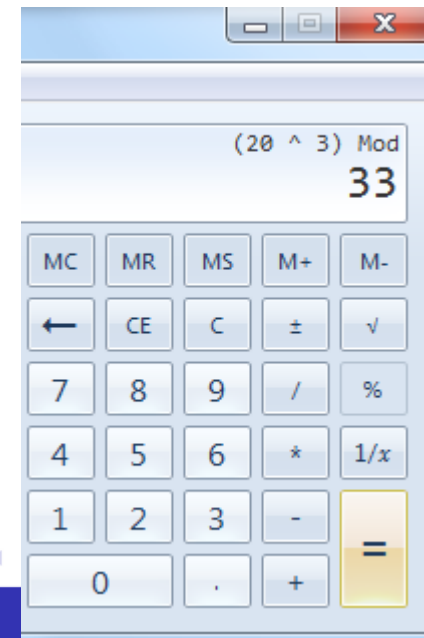 (20 ^ 3) Mod
33
MC MR MS M+ M-
← CE C ± √
7 8 9 / %
4 5 6 * 1/x
1 2 3 -
=
0 . +